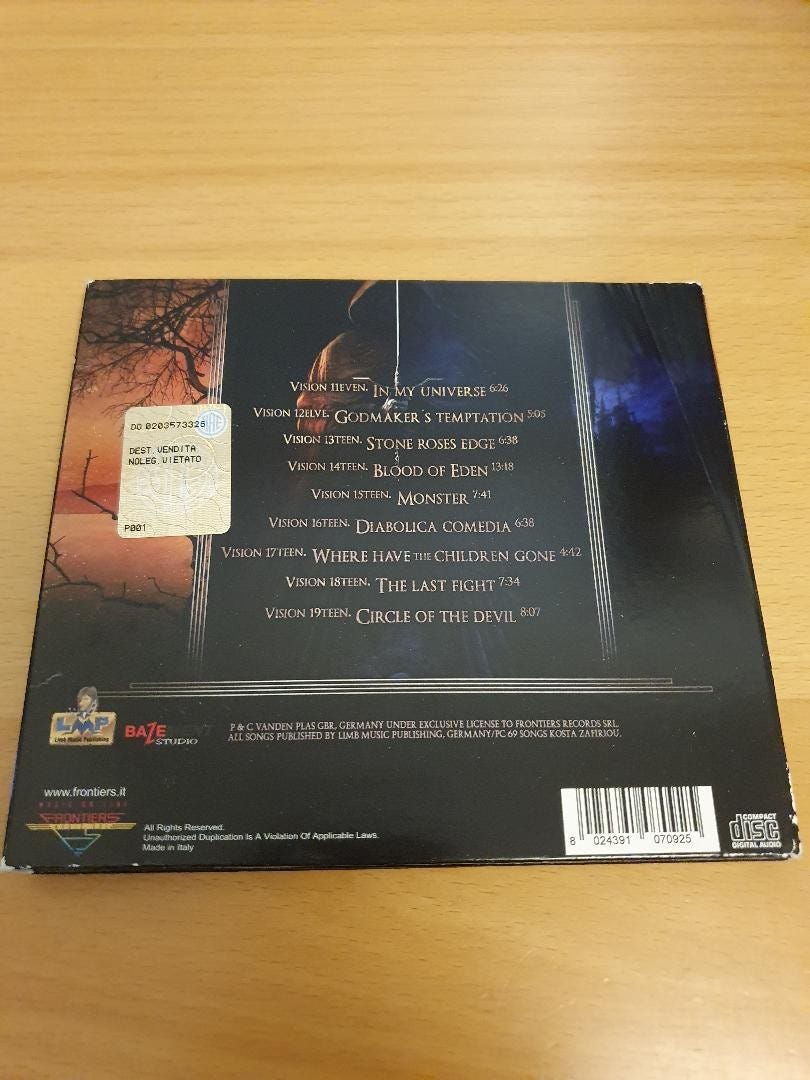 Vision 11even. In my universe 6:26
Vision 12elve. Godmaker's temptation 5:05
Vision 13teen. Stone roses edge 6:38
Vision 14teen. Blood of Eden 13:18
Vision 15teen. Monster 7:41
Vision 16teen. Diabolica comedia 6:38
Vision 17teen. Where have the children gone 4:42
Vision 18teen. The last fight 7:34
Vision 19teen. Circle of the devil 8:07
DO 0203573326
DEST.VENDITA
NOLEG.VIETATO
P001
LMP
Limb Music Publishing
BAZEMENT
STUDIO
P & C VANDEN PLAS GBR, GERMANY UNDER EXCLUSIVE LICENSE TO FRONTIERS RECORDS SRL.
ALL SONGS PUBLISHED BY LIMB MUSIC PUBLISHING, GERMANY/PC 69 SONGS KOSTA ZAFIRIOU.
www.frontiers.it
FRONTIERS
All Rights Reserved.
Unauthorized Duplication Is A Violation Of Applicable Laws.
Made in Italy
8 024391 070925
COMPACT
disc
DIGITAL AUDIO